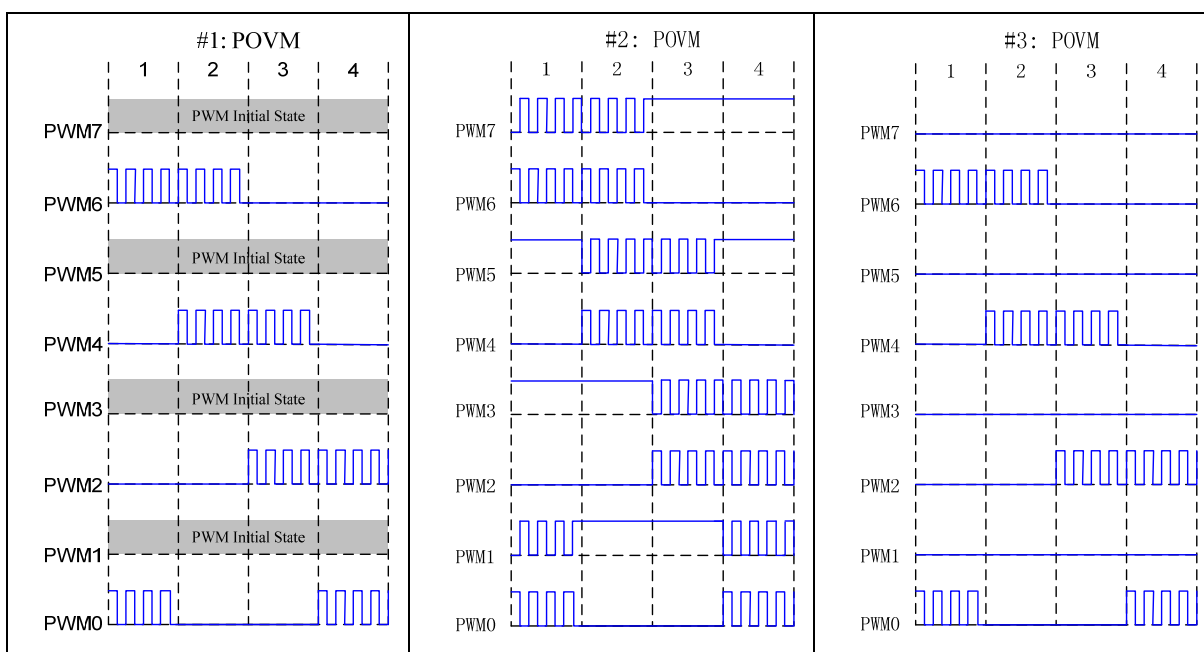 #1: POVM
1 2 3 4
PWM7 PWM Initial State
PWM6
PWM5 PWM Initial State
PWM4
PWM3 PWM Initial State
PWM2
PWM1 PWM Initial State
PWM0
#2: POVM
1 2 3 4
PWM7
PWM6
PWM5
PWM4
PWM3
PWM2
PWM1
PWM0
#3: POVM
1 2 3 4
PWM7
PWM6
PWM5
PWM4
PWM3
PWM2
PWM1
PWM0